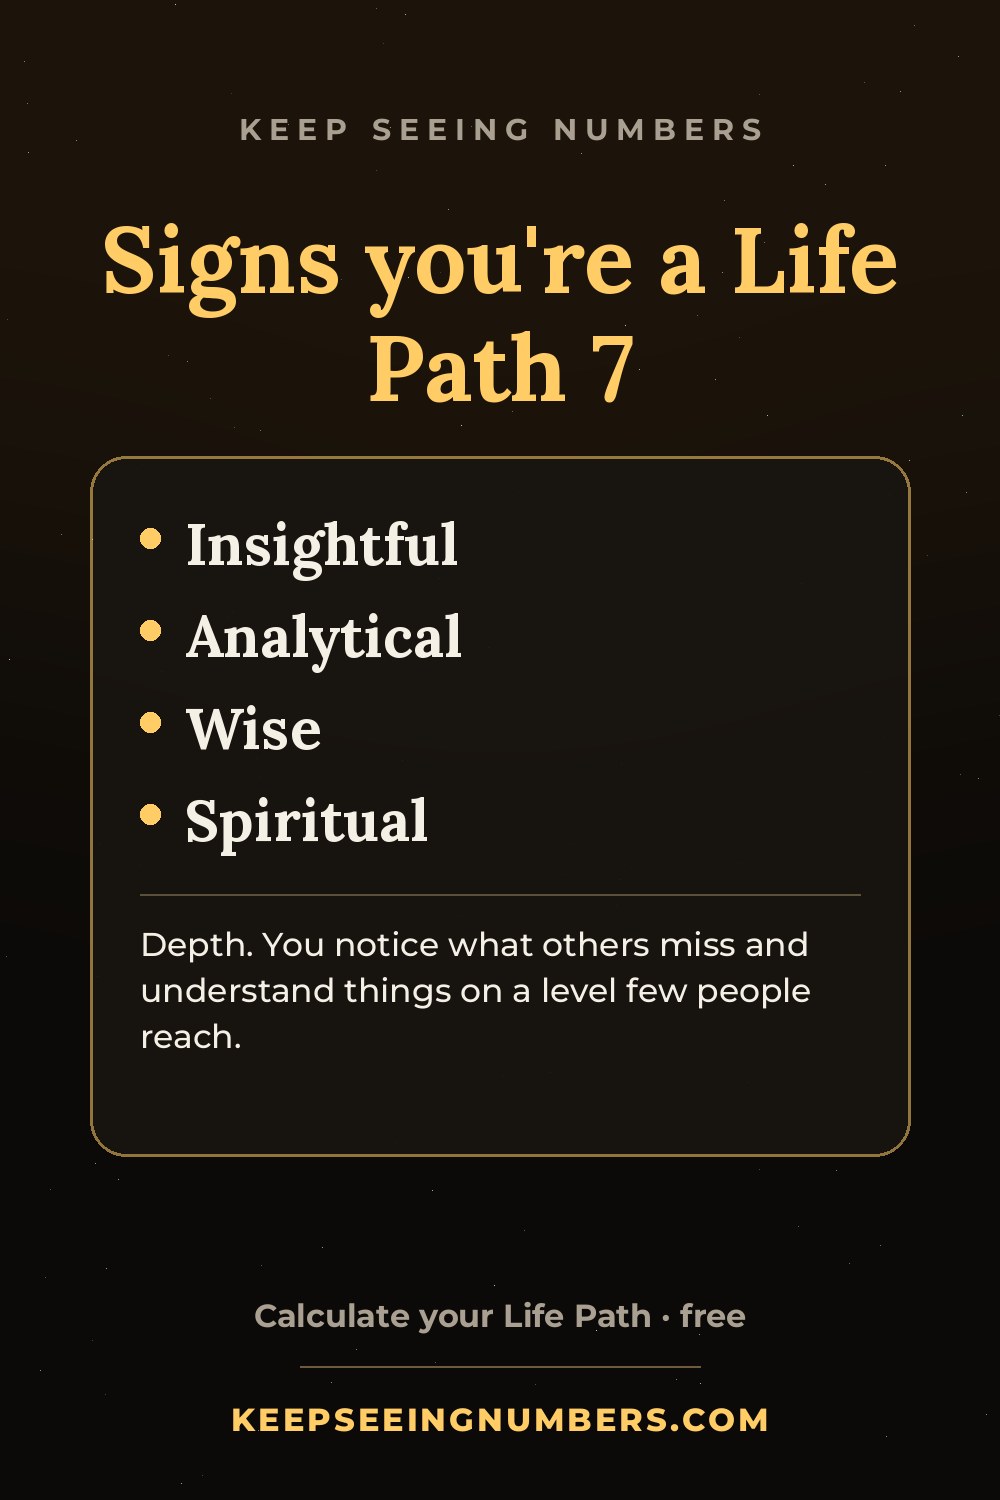 KEEP SEEING NUMBERS
Signs you're a Life
Path 7
Insightful
Analytical
Wise
Spiritual
Depth. You notice what others miss and
understand things on a level few people
reach.
Calculate your Life Path · free
KEEPSEEINGNUMBERS.COM